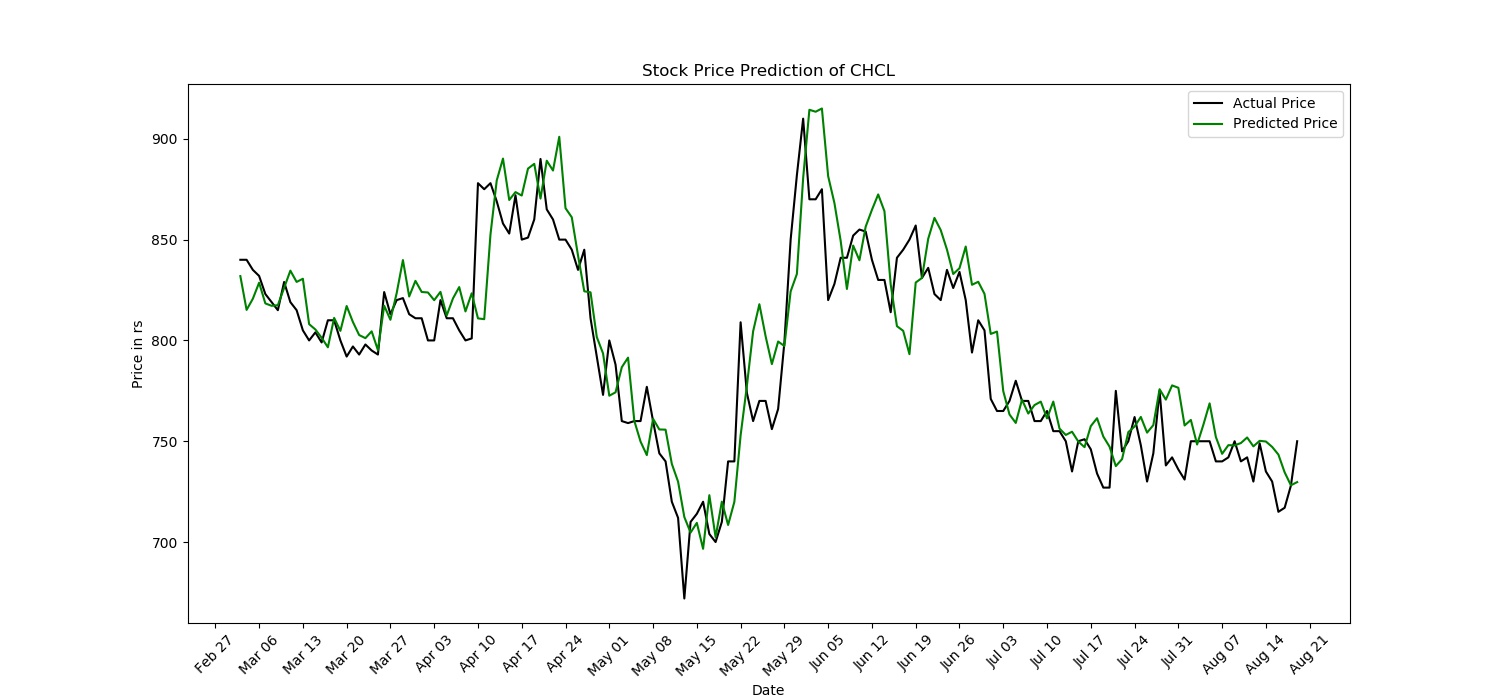 Stock Price Prediction of CHCL
Actual Price
Predicted Price
900
850
800
750
700
Price in rs
Feb 27
Mar 06
Mar 13
Mar 20
Mar 27
Apr 03
Apr 10
Apr 17
Apr 24
May 01
May 08
May 15
May 22
May 29
Jun 05
Jun 12
Jun 19
Jun 26
Jul 03
Jul 10
Jul 17
Jul 24
Jul 31
Aug 07
Aug 14
Aug 21
Date